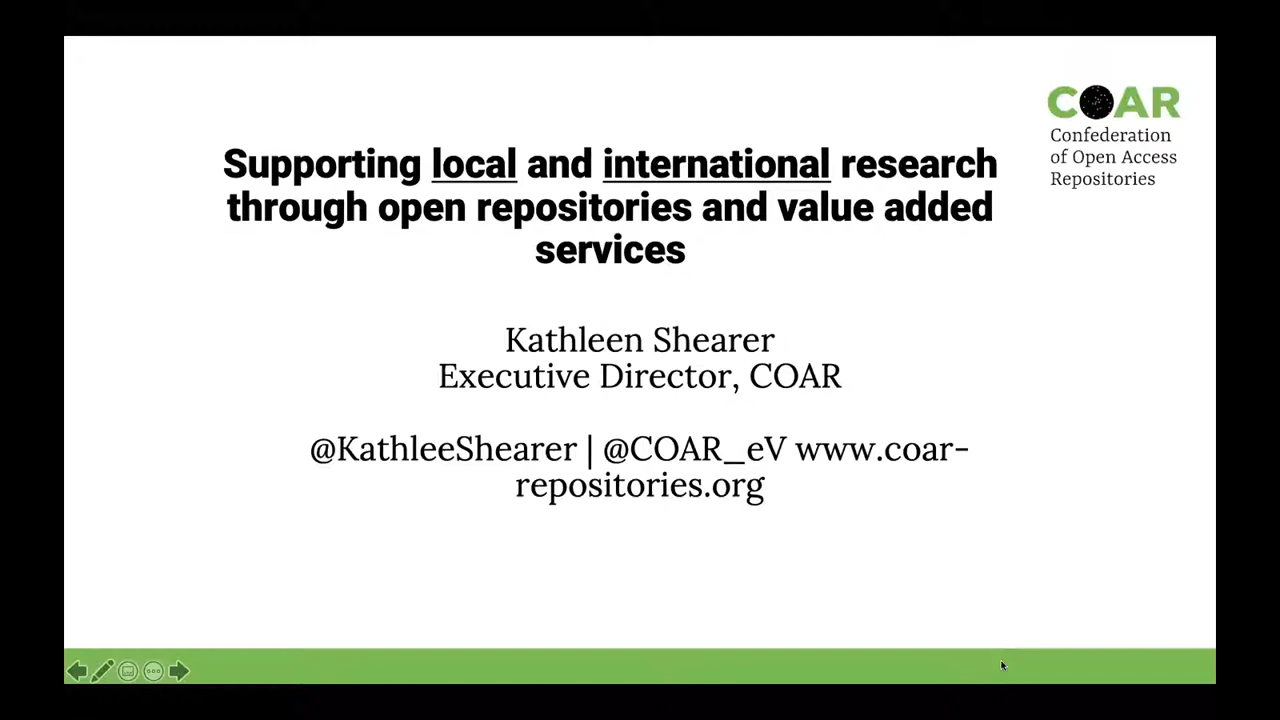 COAR
Confederation
of Open Access
Repositories
Supporting local and international research
through open repositories and value added
services
Kathleen Shearer
Executive Director, COAR
@KathleeShearer | @COAR_eV www.coar-
repositories.org